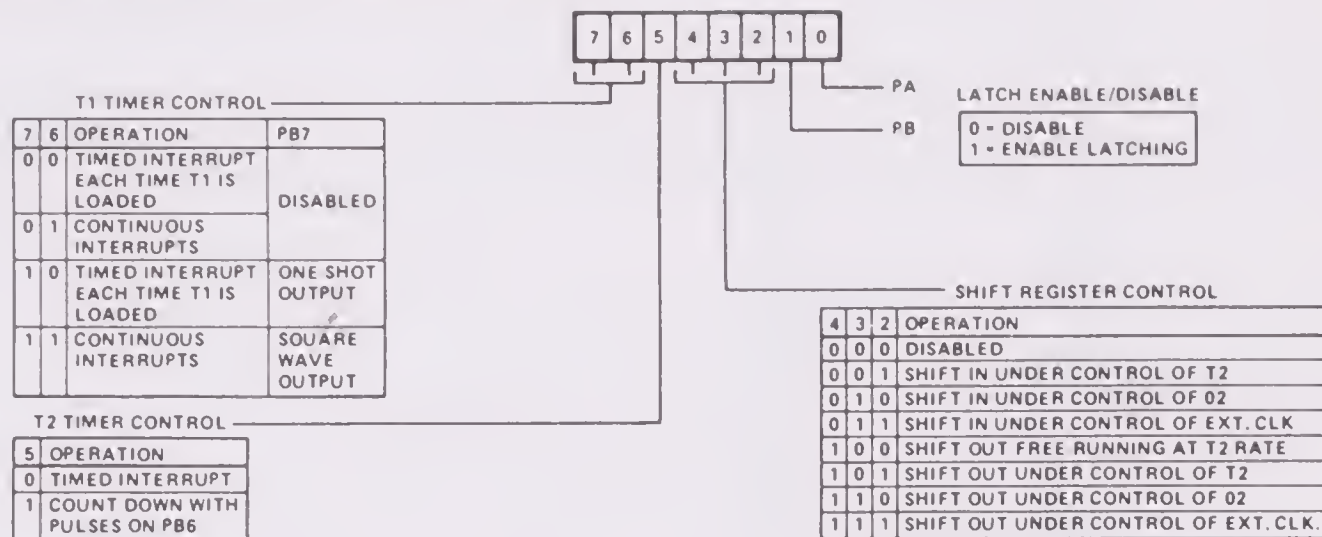 7 6 5 4 3 2 1 0
PA
PB
LATCH ENABLE/DISABLE
0 = DISABLE
1 = ENABLE LATCHING
T1 TIMER CONTROL
7 6 OPERATION PB7
0 0 TIMED INTERRUPT
EACH TIME T1 IS
LOADED
DISABLED
0 1 CONTINUOUS
INTERRUPTS
1 0 TIMED INTERRUPT ONE SHOT
EACH TIME T1 IS OUTPUT
LOADED
1 1 CONTINUOUS SQUARE
INTERRUPTS WAVE
OUTPUT
T2 TIMER CONTROL
5 OPERATION
0 TIMED INTERRUPT
1 COUNT DOWN WITH
PULSES ON PB6
SHIFT REGISTER CONTROL
4 3 2 OPERATION
0 0 0 DISABLED
0 0 1 SHIFT IN UNDER CONTROL OF T2
0 1 0 SHIFT IN UNDER CONTROL OF 02
0 1 1 SHIFT IN UNDER CONTROL OF EXT. CLK
1 0 0 SHIFT OUT FREE RUNNING AT T2 RATE
1 0 1 SHIFT OUT UNDER CONTROL OF T2
1 1 0 SHIFT OUT UNDER CONTROL OF 02
1 1 1 SHIFT OUT UNDER CONTROL OF EXT. CLK.